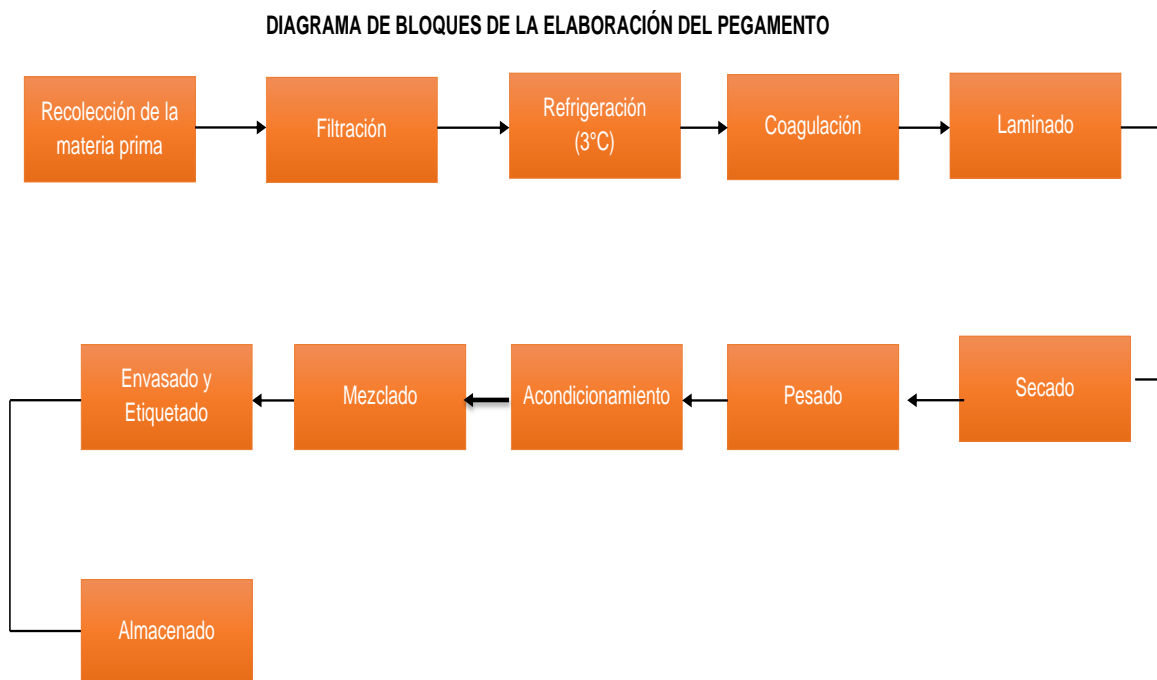 DIAGRAMA DE BLOQUES DE LA ELABORACIÓN DEL PEGAMENTO
Recolección de la
materia prima
Filtración
Refrigeración
(3°C)
Coagulación
Laminado
Secado
Pesado
Acondicionamiento
Mezclado
Envasado y
Etiquetado
Almacenado